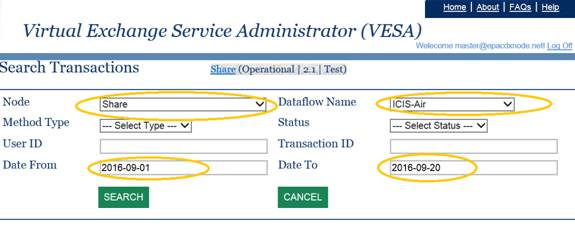 Home | About | FAQs | Help
Virtual Exchange Service Administrator (VESA)
Welcome master@epacdxnode.net! Log Off
Search Transactions Share (Operational | 2.1 | Test)
Node Share Dataflow Name ICIS-Air
Method Type --- Select Type --- Status --- Select Status ---
User ID Transaction ID
Date From 2016-09-01 Date To 2016-09-20
SEARCH CANCEL